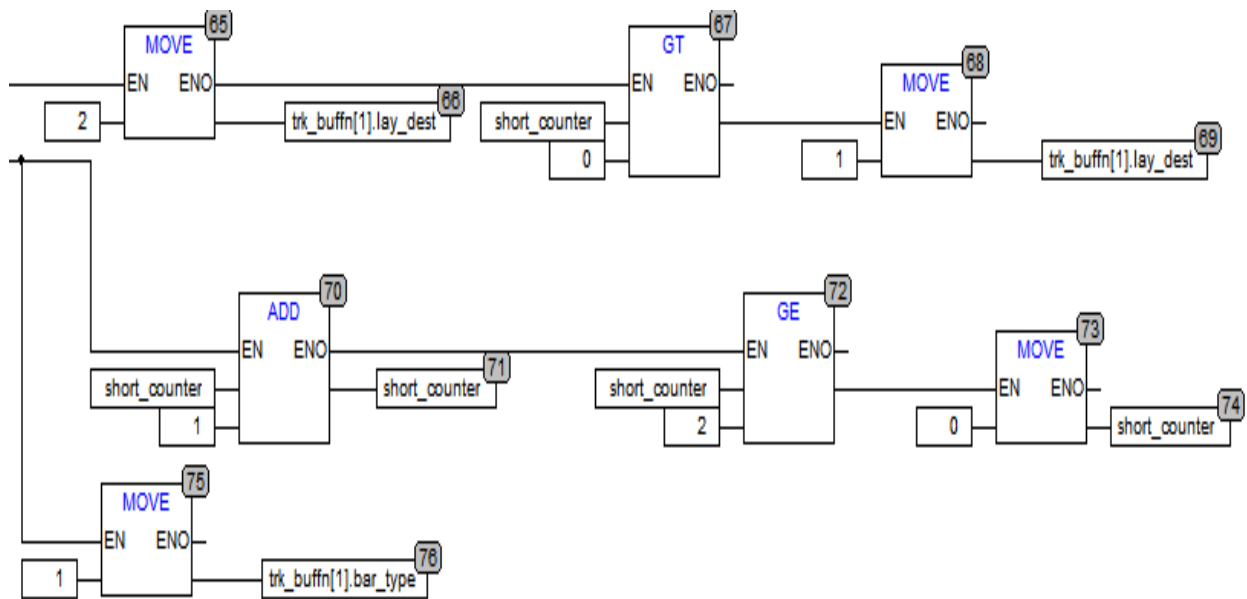 65
MOVE
EN ENO
2
66
trk_buffn[1].lay_dest
67
GT
EN ENO
short_counter
0
68
MOVE
EN ENO
1
69
trk_buffn[1].lay_dest
70
ADD
EN ENO
short_counter
1
71
short_counter
72
GE
EN ENO
short_counter
2
73
MOVE
EN ENO
0
74
short_counter
75
MOVE
EN ENO
1
76
trk_buffn[1].bar_type